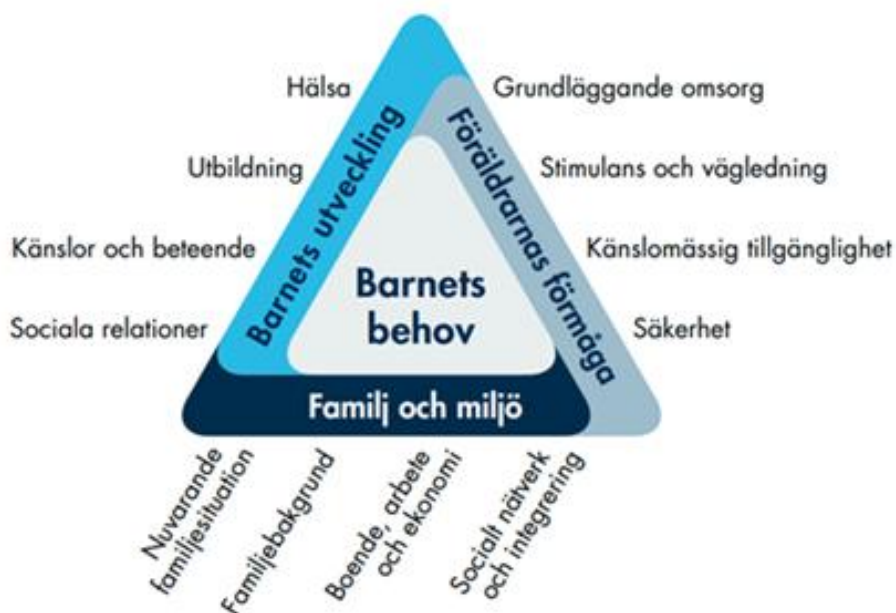 Hälsa
Utbildning
Känslor och beteende
Sociala relationer
Barnets utveckling
Föräldrarnas förmåga
Grundläggande omsorg
Stimulans och vägledning
Känslomässig tillgänglighet
Säkerhet
Barnets
behov
Familj och miljö
Nuvarande
familjesituation
Familjebakgrund
Boende, arbete
och ekonomi
Socialt nätverk
och integrering